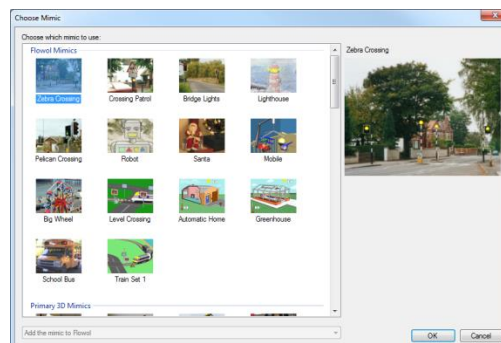 Choose Mimic
Choose which mimic to use:
Flowol Mimics
Zebra Crossing
Crossing Patrol
Bridge Lights
Lighthouse
Pelican Crossing
Robot
Santa
Mobile
Big Wheel
Level Crossing
Automatic Home
Greenhouse
School Bus
Train Set 1
Primary 3D Mimics
Add the mimic to Flowol
Zebra Crossing
OK
Cancel